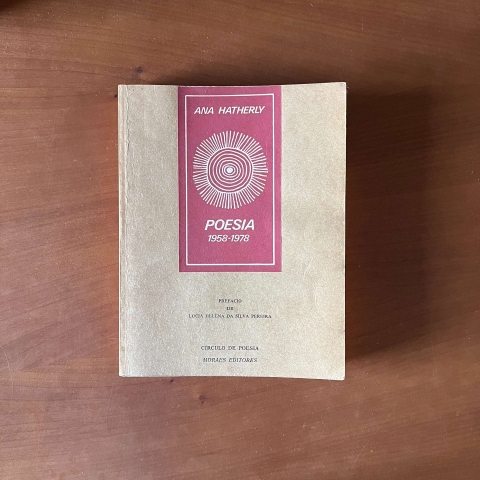 ANA HATHERLY
POESIA
1958-1978
PREFÁCIO
DE
LUCIA HELENA DA SILVA PEREIRA
CÍRCULO DE POESIA
MORAES EDITORES